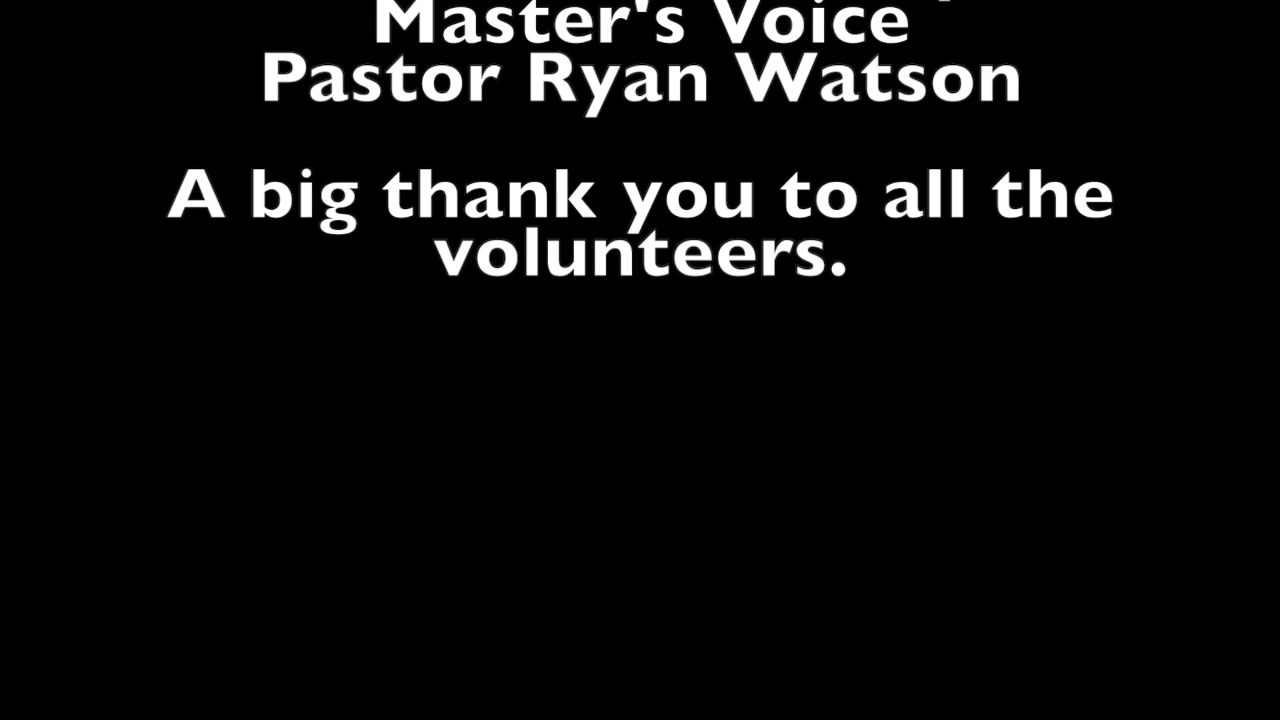 Master's Voice
Pastor Ryan Watson
A big thank you to all the
volunteers.